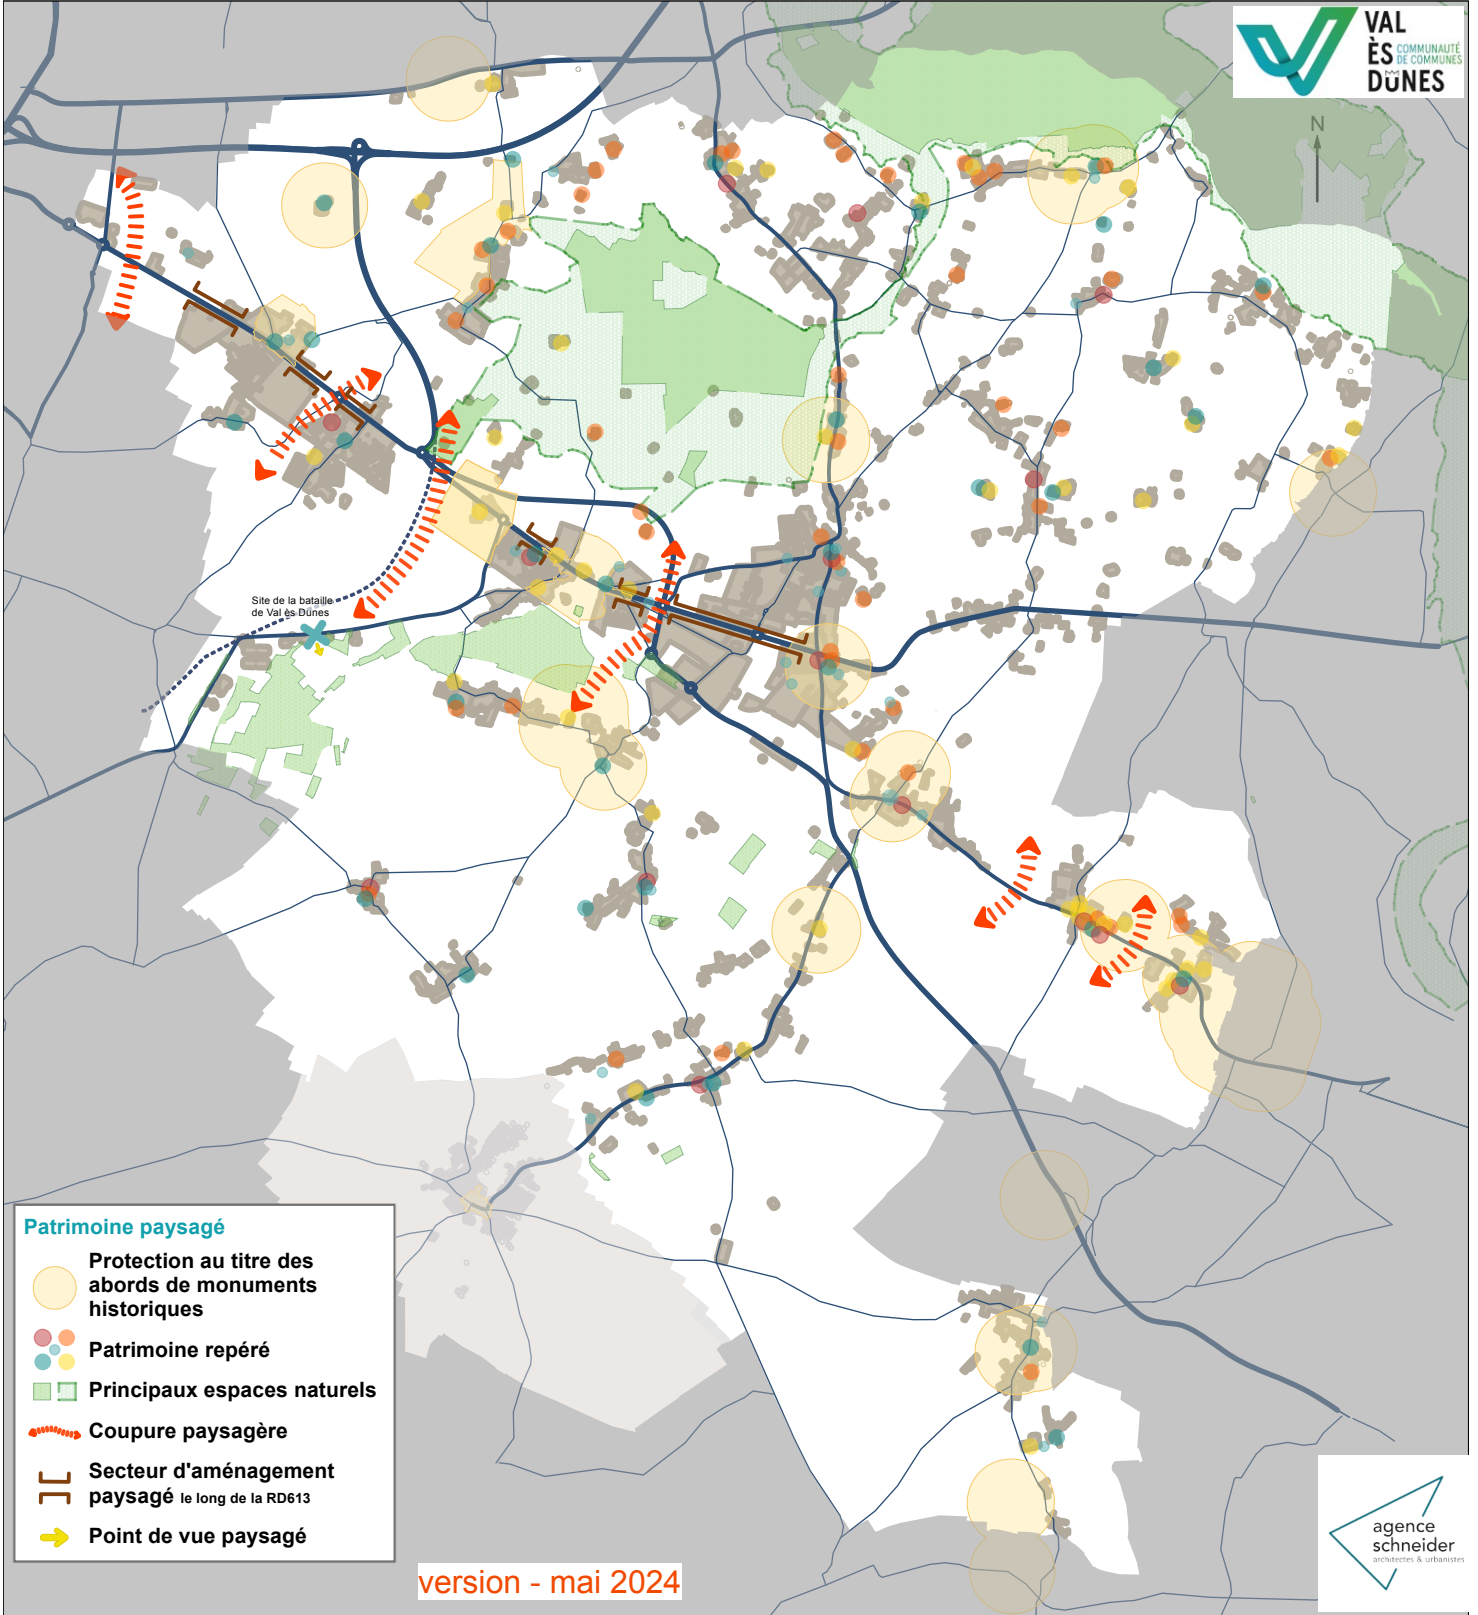 VAL
ÈS COMMUNAUTÉ DE COMMUNES
DÛNES
N
Site de la bataille
de Val ès Dunes
Patrimoine paysagé
Protection au titre des
abords de monuments
historiques
Patrimoine repéré
Principaux espaces naturels
Coupure paysagère
Secteur d'aménagement
paysagé le long de la RD613
Point de vue paysagé
version - mai 2024
agence
schneider
architectes & urbanistes